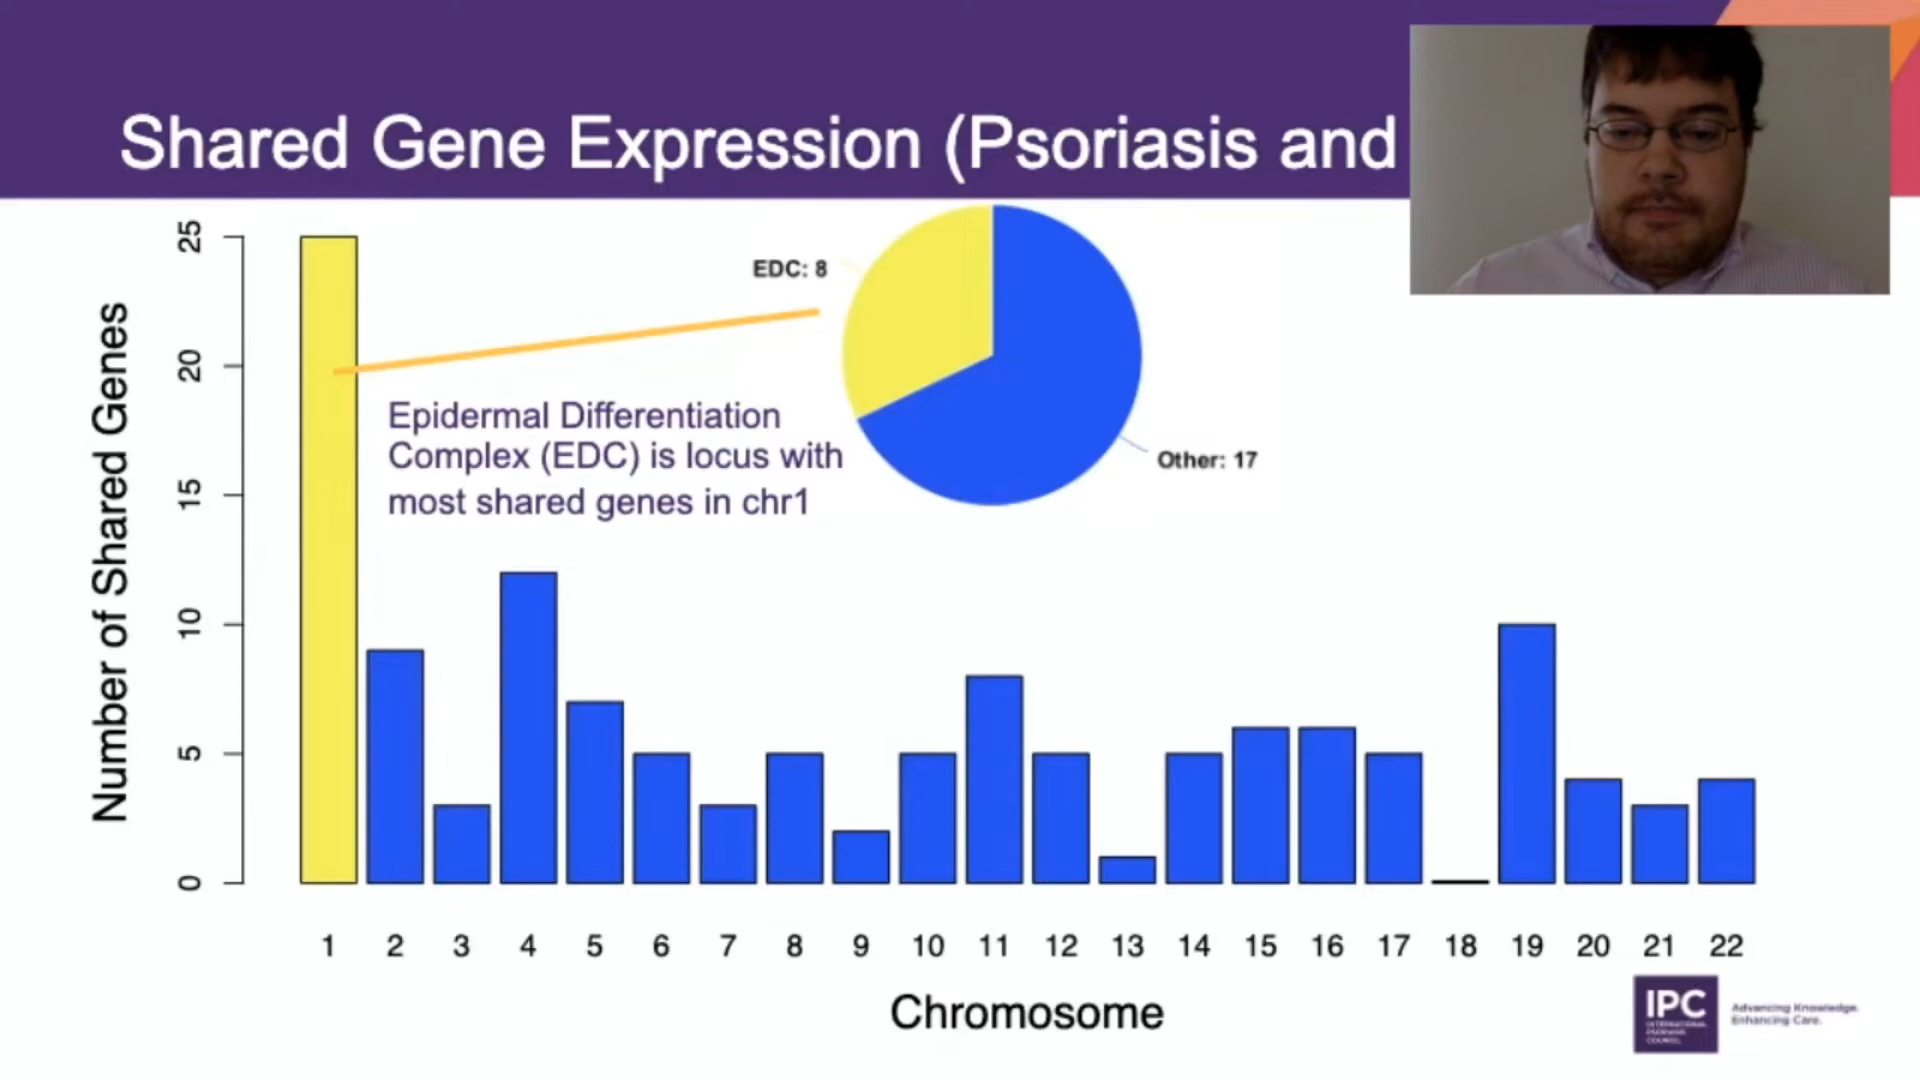 Shared Gene Expression (Psoriasis and
EDC: 8
Other: 17
Epidermal Differentiation
Complex (EDC) is locus with
most shared genes in chr1
Number of Shared Genes
25
20
15
10
5
0
1 2 3 4 5 6 7 8 9 10 11 12 13 14 15 16 17 18 19 20 21 22
Chromosome
IPC
INTERNATIONAL
PSORIASIS
COUNCIL
Advancing Knowledge.
Enhancing Care.